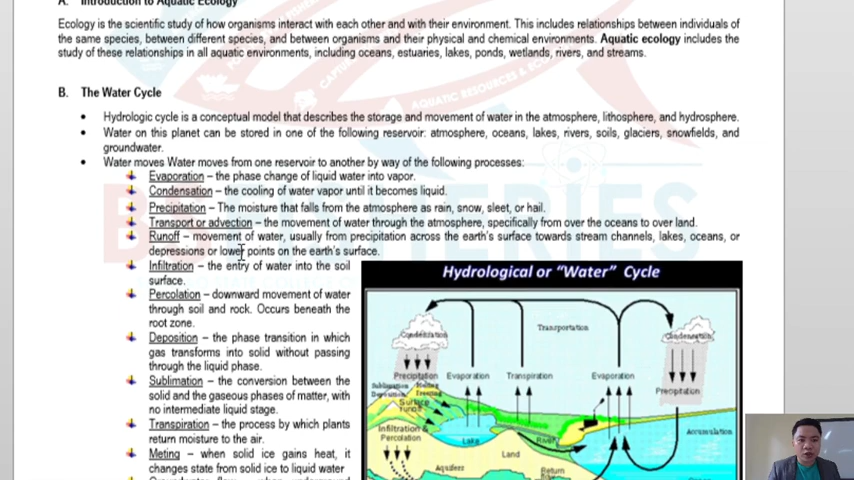 A. Introduction to Aquatic Ecology
Ecology is the scientific study of how organisms interact with each other and with their environment. This includes relationships between individuals of
the same species, between different species, and between organisms and their physical and chemical environments. Aquatic ecology includes the
study of these relationships in all aquatic environments, including oceans, estuaries, lakes, ponds, wetlands, rivers, and streams.
B. The Water Cycle
• Hydrologic cycle is a conceptual model that describes the storage and movement of water in the atmosphere, lithosphere, and hydrosphere.
• Water on this planet can be stored in one of the following reservoir: atmosphere, oceans, lakes, rivers, soils, glaciers, snowfields, and
groundwater.
• Water moves Water moves from one reservoir to another by way of the following processes:
Evaporation – the phase change of liquid water into vapor.
Condensation – the cooling of water vapor until it becomes liquid.
Precipitation – The moisture that falls from the atmosphere as rain, snow, sleet, or hail.
Transport or advection – the movement of water through the atmosphere, specifically from over the oceans to over land.
Runoff – movement of water, usually from precipitation across the earth's surface towards stream channels, lakes, oceans, or
depressions or lower points on the earth's surface.
Infiltration – the entry of water into the soil
surface.
Percolation – downward movement of water
through soil and rock. Occurs beneath the
root zone.
Deposition – the phase transition in which
gas transforms into solid without passing
through the liquid phase.
Sublimation – the conversion between the
solid and the gaseous phases of matter, with
no intermediate liquid stage.
Transpiration – the process by which plants
return moisture to the air.
Meting – when solid ice gains heat, it
changes state from solid ice to liquid water
Hydrological or "Water" Cycle
Transportation
Condensation
Condensation
Precipitation
Evaporation
Transpiration
Evaporation
Precipitation
Sublimation
Melting
Deposition
Freezing
Surface
Runoff
Infiltration &
Percolation
Lake
River
Accumulation
Land
Aquifers
Return
Flow
AQUATIC RESOURCES &